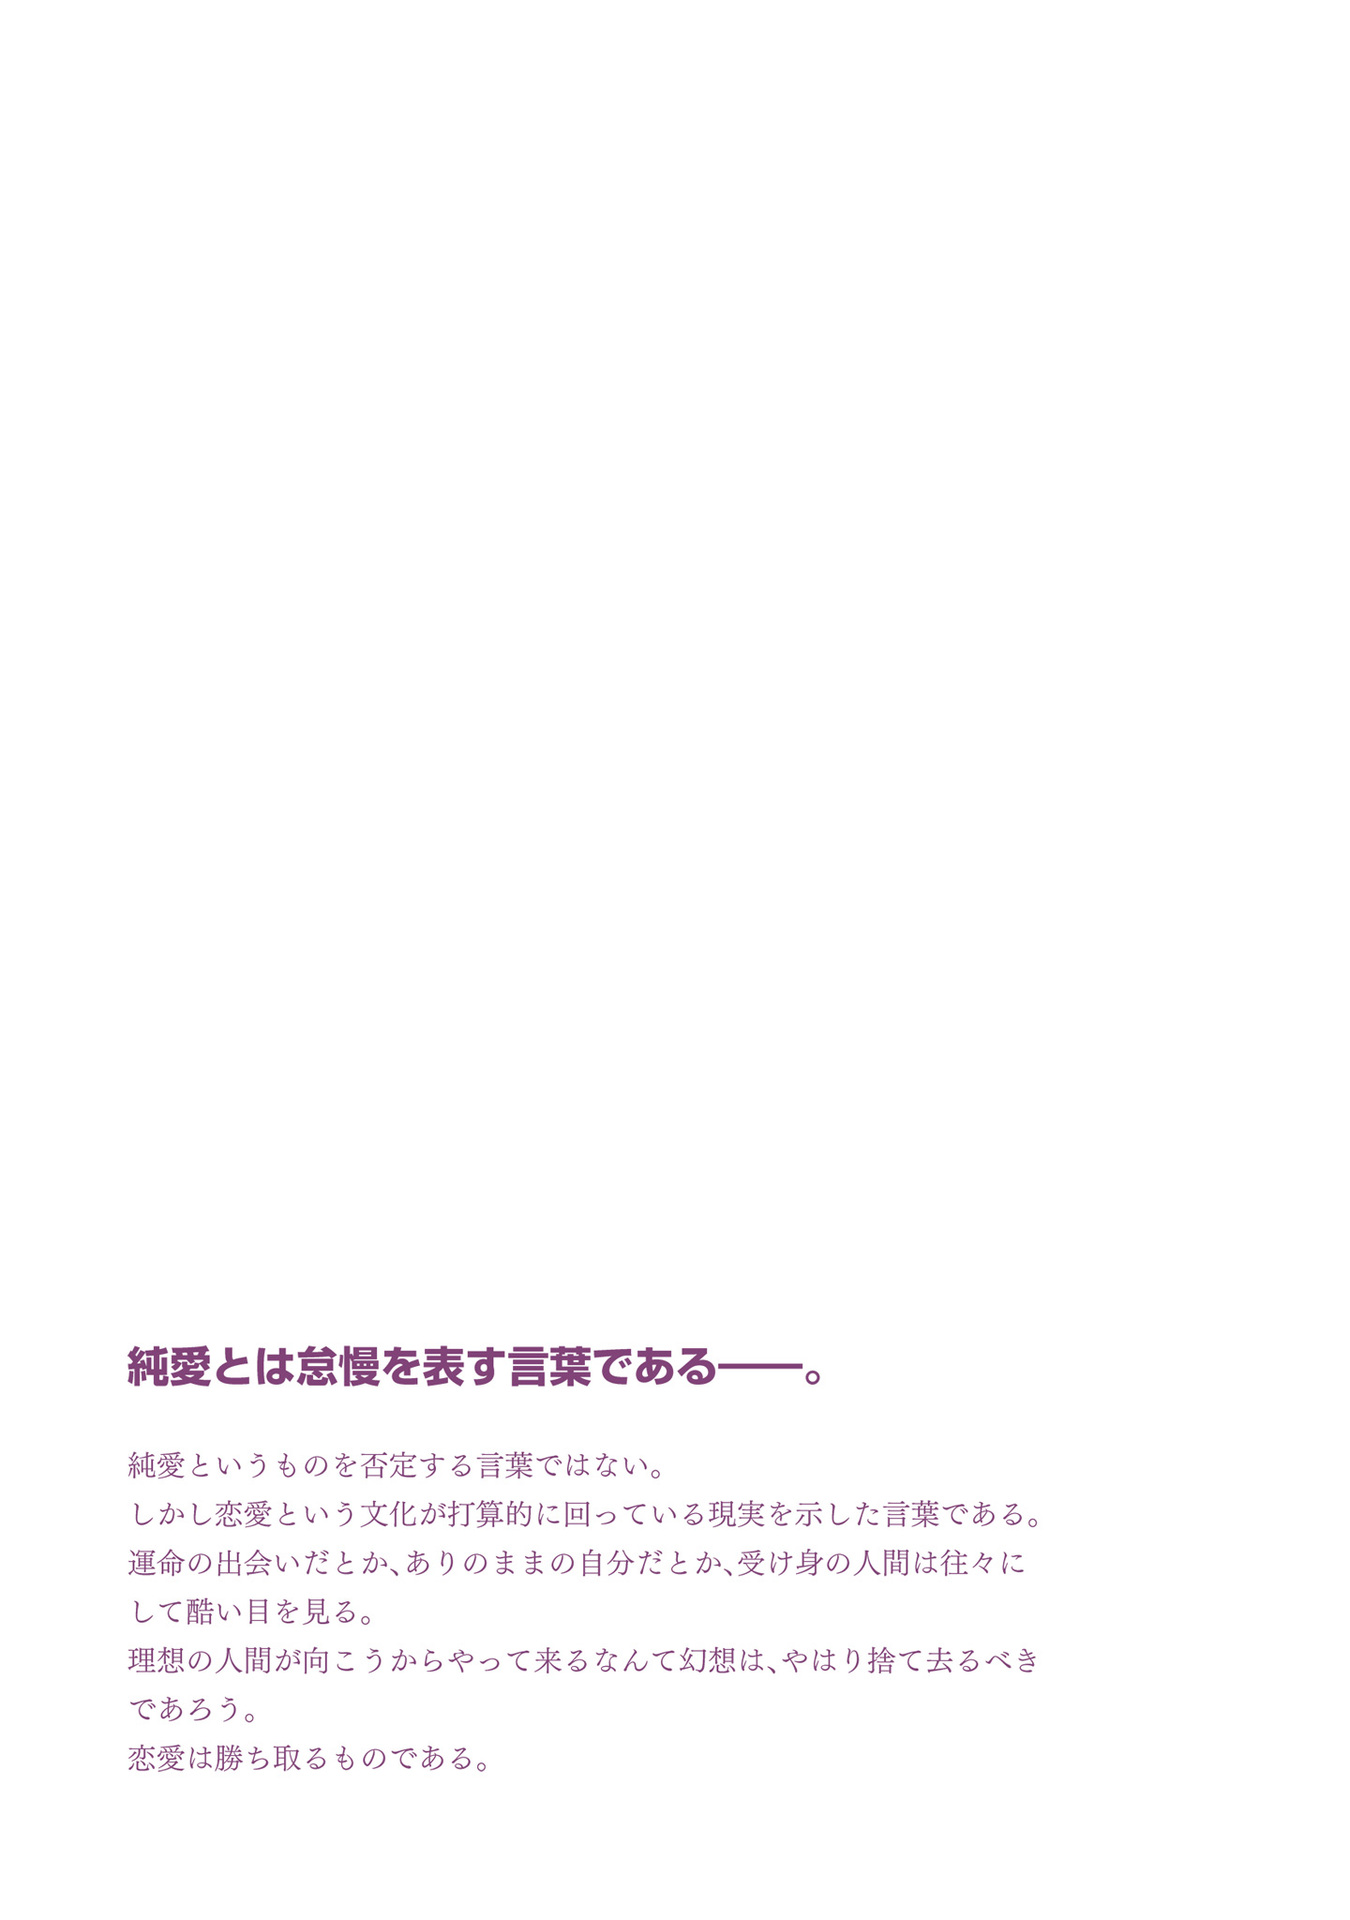 純愛とは怠慢を表す言葉である――。
純愛というものを否定する言葉ではない。
しかし恋愛という文化が打算的に回っている現実を示した言葉である。
運命の出会いだとか、ありのままの自分だとか、受け身の人間は往々に
して酷い目を見る。
理想の人間が向こうからやって来るなんて幻想は、やはり捨て去るべき
であろう。
恋愛は勝ち取るものである。